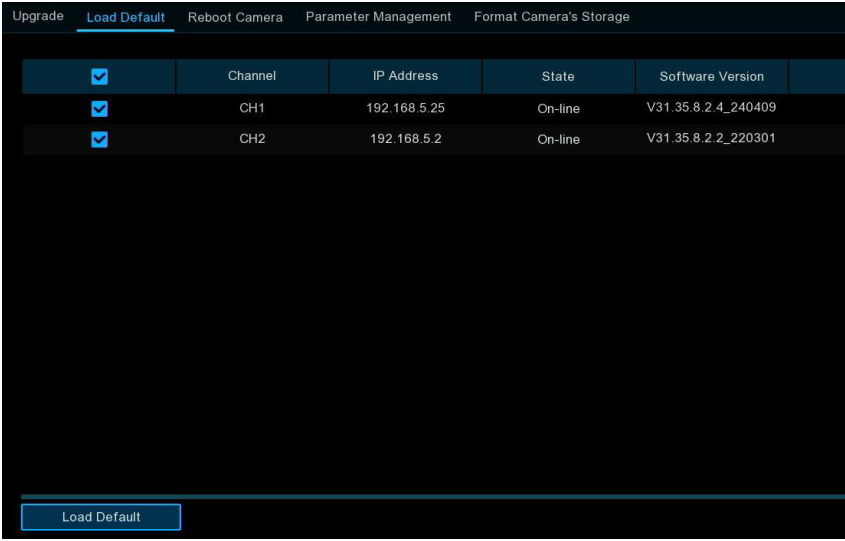 Upgrade Load Default Reboot Camera Parameter Management Format Camera's Storage
Channel IP Address State Software Version
CH1 192.168.5.25 On-line V31.35.8.2.4_240409
CH2 192.168.5.2 On-line V31.35.8.2.2_220301
Load Default